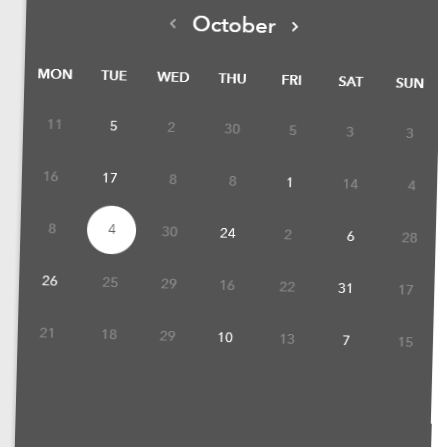 ‹ October ›
MON TUE WED THU FRI SAT SUN
11 5 2 30 5 3 3
16 17 8 8 1 14 4
8 4 30 24 2 6 28
26 25 29 16 22 31 17
21 18 29 10 13 7 15